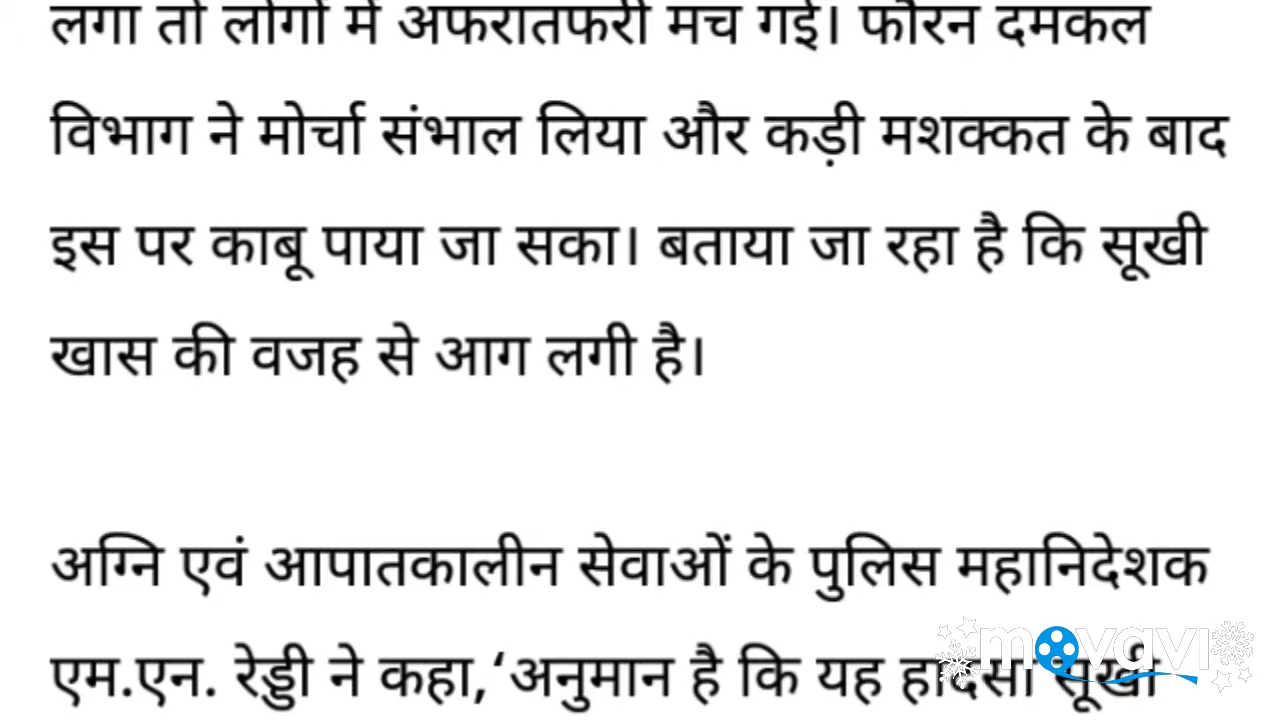 लगा तो लोगों में अफरातफरी मच गई। फौरन दमकल
विभाग ने मोर्चा संभाल लिया और कड़ी मशक्कत के बाद
इस पर काबू पाया जा सका। बताया जा रहा है कि सूखी
खास की वजह से आग लगी है।
अग्नि एवं आपातकालीन सेवाओं के पुलिस महानिदेशक
एम.एन. रेड्डी ने कहा,‘अनुमान है कि यह हादसा सूखी
movavi